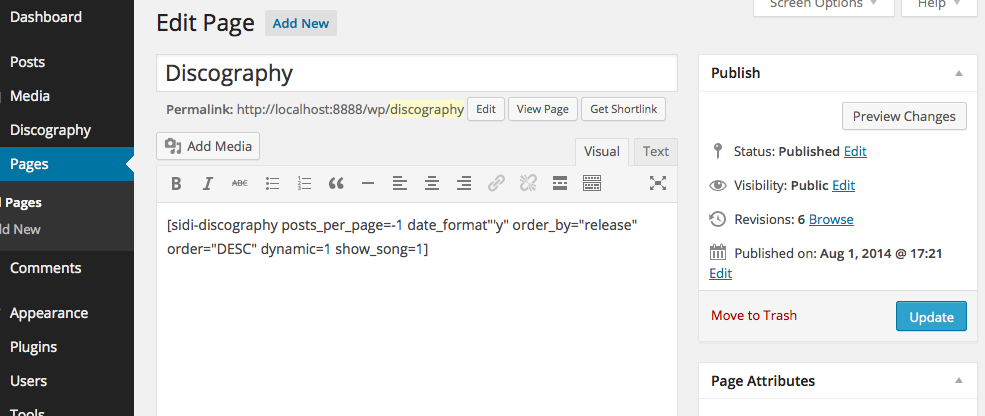 Dashboard
Posts
Media
Discography
Pages
Pages
Add New
Comments
Appearance
Plugins
Users
Tools
Edit Page Add New
Screen Options Help
Discography
Permalink: http://localhost:8888/wp/discography Edit View Page Get Shortlink
Add Media
Visual Text
B I ABC
[sidi-discography posts_per_page=-1 date_format"'y" order_by="release"
order="DESC" dynamic=1 show_song=1]
Publish
Preview Changes
Status: Published Edit
Visibility: Public Edit
Revisions: 6 Browse
Published on: Aug 1, 2014 @ 17:21
Edit
Move to Trash Update
Page Attributes